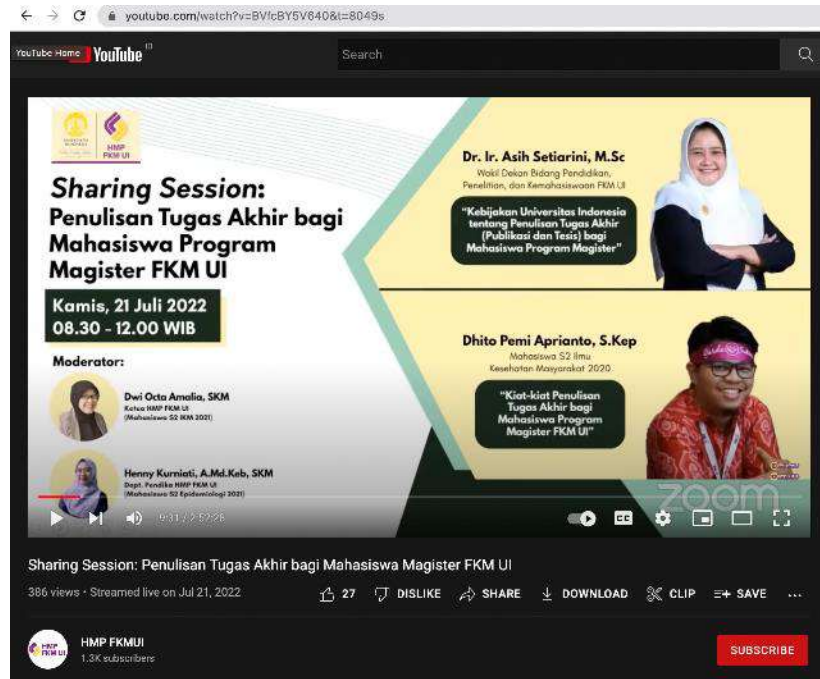 youtube.com/watch?v=BVfcBY5V640&t=8049s
YouTube Home
YouTube
ID
Search
HMP
FKM UI
Sharing Session:
Penulisan Tugas Akhir bagi
Mahasiswa Program
Magister FKM UI
Kamis, 21 Juli 2022
08.30 - 12.00 WIB
Moderator:
Dwi Octa Amalia, SKM
Ketua HMP FKM UI
(Mahasiswa S2 IKM 2021)
Henny Kurniati, A.Md.Keb, SKM
Dept. Pendike HMP FKM UI
(Mahasiswa S2 Epidemiologi 2021)
Dr. Ir. Asih Setiarini, M.Sc
Wakil Dekan Bidang Pendidikan,
Penelitian, dan Kemahasiswaan FKM UI
"Kebijakan Universitas Indonesia
tentang Penulisan Tugas Akhir
(Publikasi dan Tesis) bagi
Mahasiswa Program Magister"
Dhito Pemi Aprianto, S.Kep
Mahasiswa S2 Ilmu
Kesehatan Masyarakat 2020
"Kiat-kiat Penulisan
Tugas Akhir bagi
Mahasiswa Program
Magister FKM UI"
zoom
9:31 / 2:52:26
CC
Sharing Session: Penulisan Tugas Akhir bagi Mahasiswa Magister FKM UI
386 views • Streamed live on Jul 21, 2022
27 DISLIKE SHARE DOWNLOAD CLIP SAVE ...
HMP FKM UI
HMP FKMUI
1.3K subscribers
SUBSCRIBE